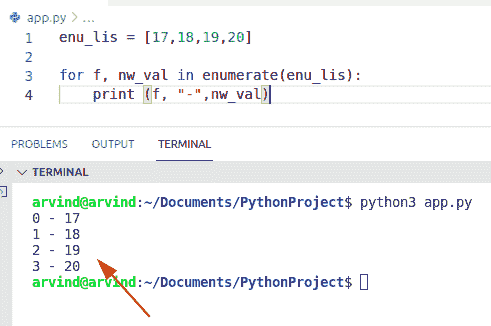 app.py > ...
1 enu_lis = [17,18,19,20]
2
3 for f, nw_val in enumerate(enu_lis):
4     print (f, "-",nw_val)
PROBLEMS OUTPUT TERMINAL
TERMINAL
arvind@arvind:~/Documents/PythonProject$ python3 app.py
0 - 17
1 - 18
2 - 19
3 - 20
arvind@arvind:~/Documents/PythonProject$